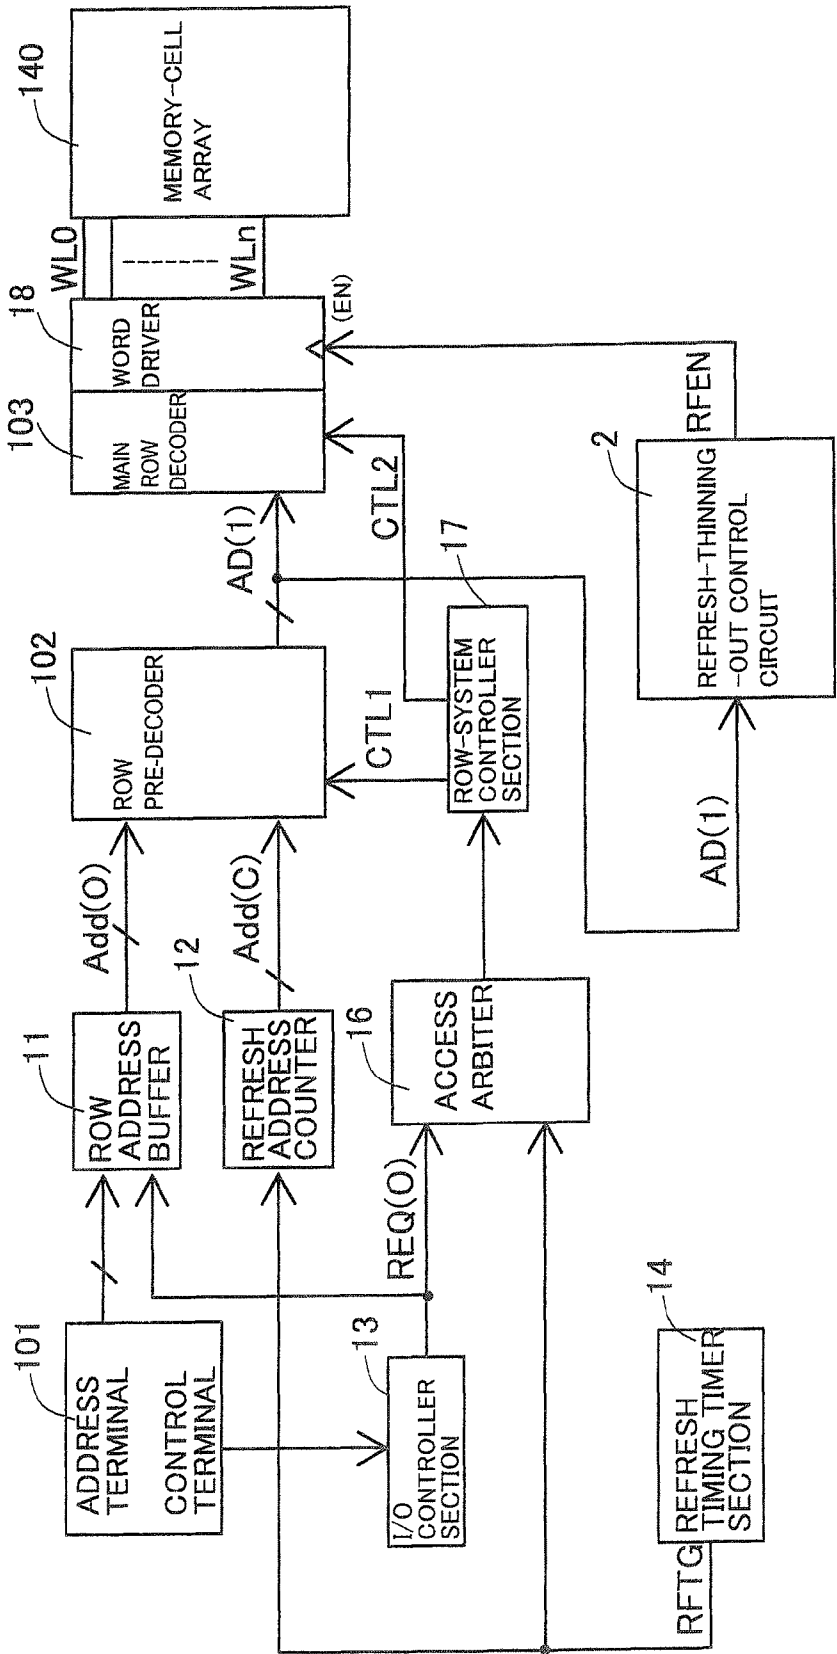 101
ADDRESS
TERMINAL
CONTROL
TERMINAL
11
ROW
ADDRESS
BUFFER
Add(O)
12
REFRESH
ADDRESS
COUNTER
Add(C)
102
ROW
PRE-DECODER
AD(1)
103
MAIN
ROW
DECODER
18
WORD
DRIVER
(EN)
WL0
WLn
140
MEMORY-CELL
ARRAY
13
I/O
CONTROLLER
SECTION
REQ(O)
16
ACCESS
ARBITER
CTL1
CTL2
17
ROW-SYSTEM
CONTROLLER
SECTION
RFTG
14
REFRESH
TIMING TIMER
SECTION
AD(1)
2
REFRESH-THINNING
-OUT CONTROL
CIRCUIT
RFEN